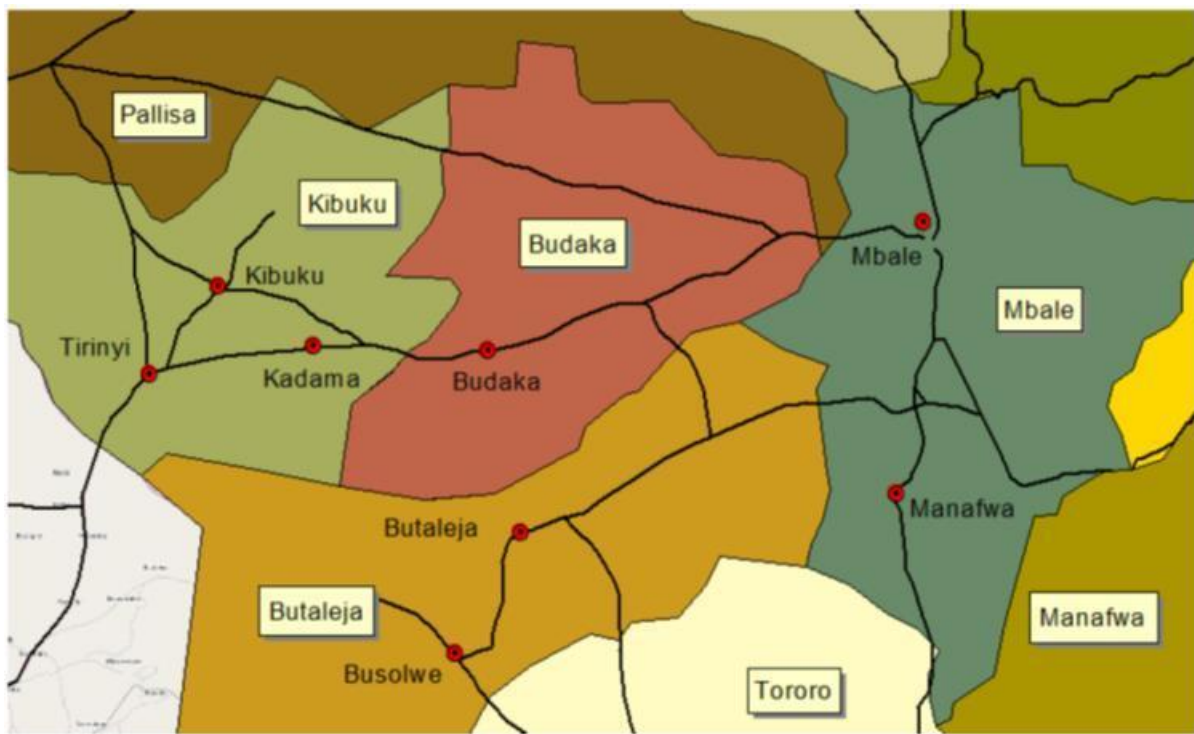 Pallisa
Kibuku
Budaka
Mbale
Kibuku
Mbale
Tirinyi
Kadama
Budaka
Manafwa
Butaleja
Butaleja
Manafwa
Busolwe
Tororo